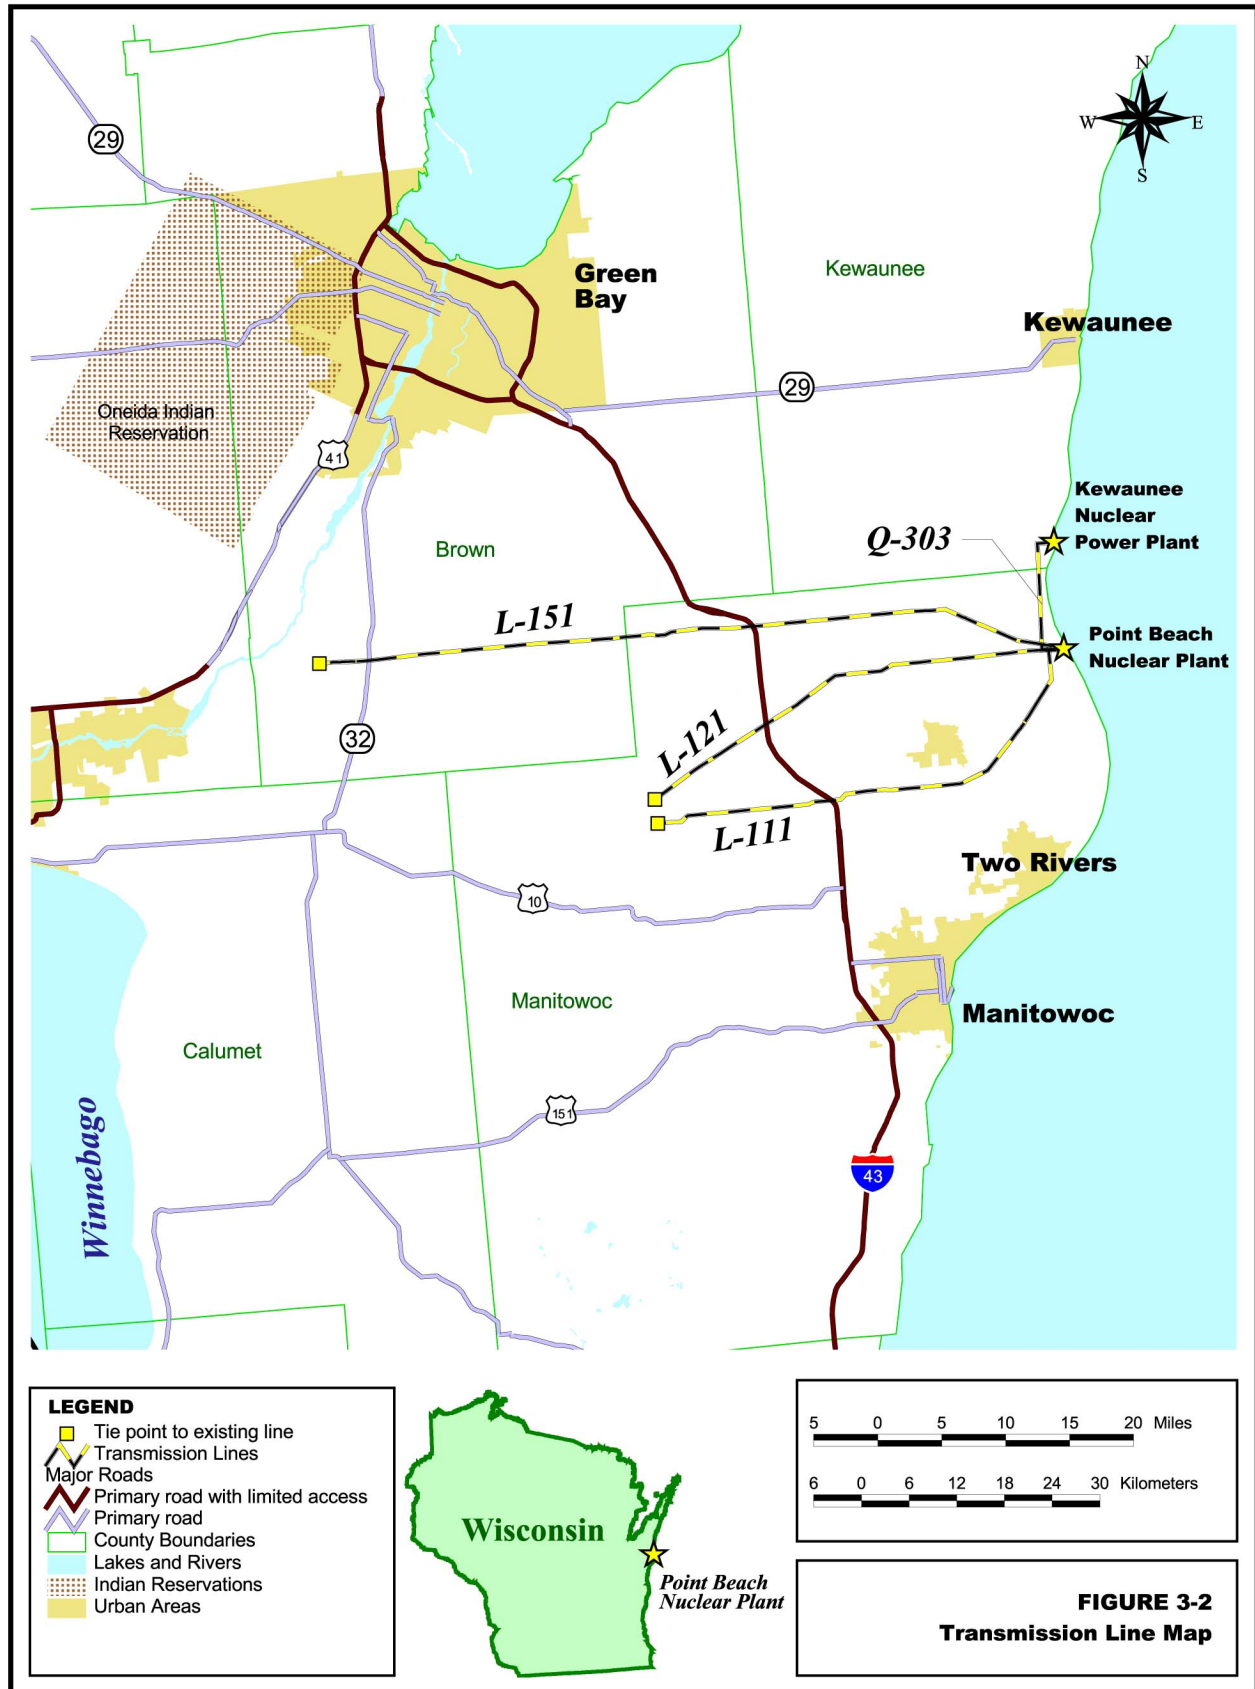 N
W E
S
29
Green
Bay
Kewaunee
Kewaunee
29
Oneida Indian
Reservation
41
Kewaunee
Nuclear
Power Plant
Q-303
Brown
L-151
Point Beach
Nuclear Plant
L-121
32
L-111
Two Rivers
10
Manitowoc
Manitowoc
Calumet
151
Winnebago
43
LEGEND
Tie point to existing line
Transmission Lines
Major Roads
Primary road with limited access
Primary road
County Boundaries
Lakes and Rivers
Indian Reservations
Urban Areas
Wisconsin
Point Beach
Nuclear Plant
5 0 5 10 15 20 Miles
6 0 6 12 18 24 30 Kilometers
FIGURE 3-2
Transmission Line Map